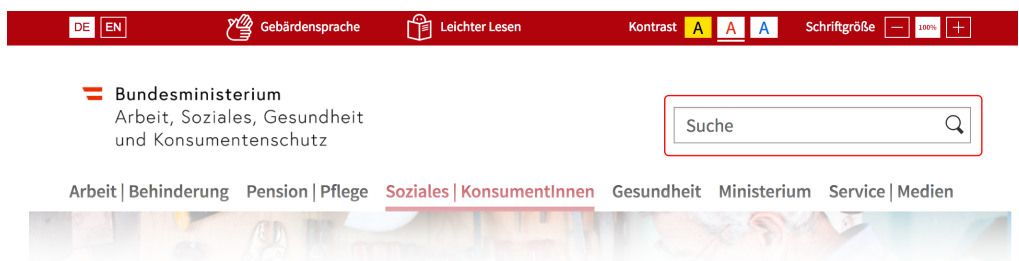 DE EN Gebärdensprache Leichter Lesen Kontrast A A A Schriftgröße 100%
Bundesministerium
Arbeit, Soziales, Gesundheit
und Konsumentenschutz
Suche
Arbeit | Behinderung Pension | Pflege Soziales | KonsumentInnen Gesundheit Ministerium Service | Medien